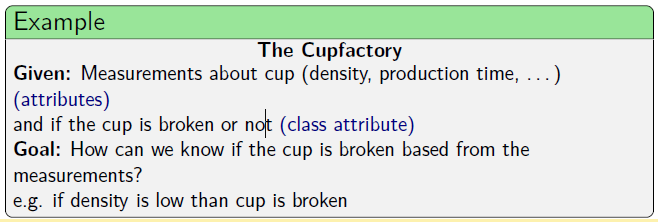 Example
The Cupfactory
Given: Measurements about cup (density, production time, ...)
(attributes)
and if the cup is broken or not (class attribute)
Goal: How can we know if the cup is broken based from the
measurements?
e.g. if density is low than cup is broken